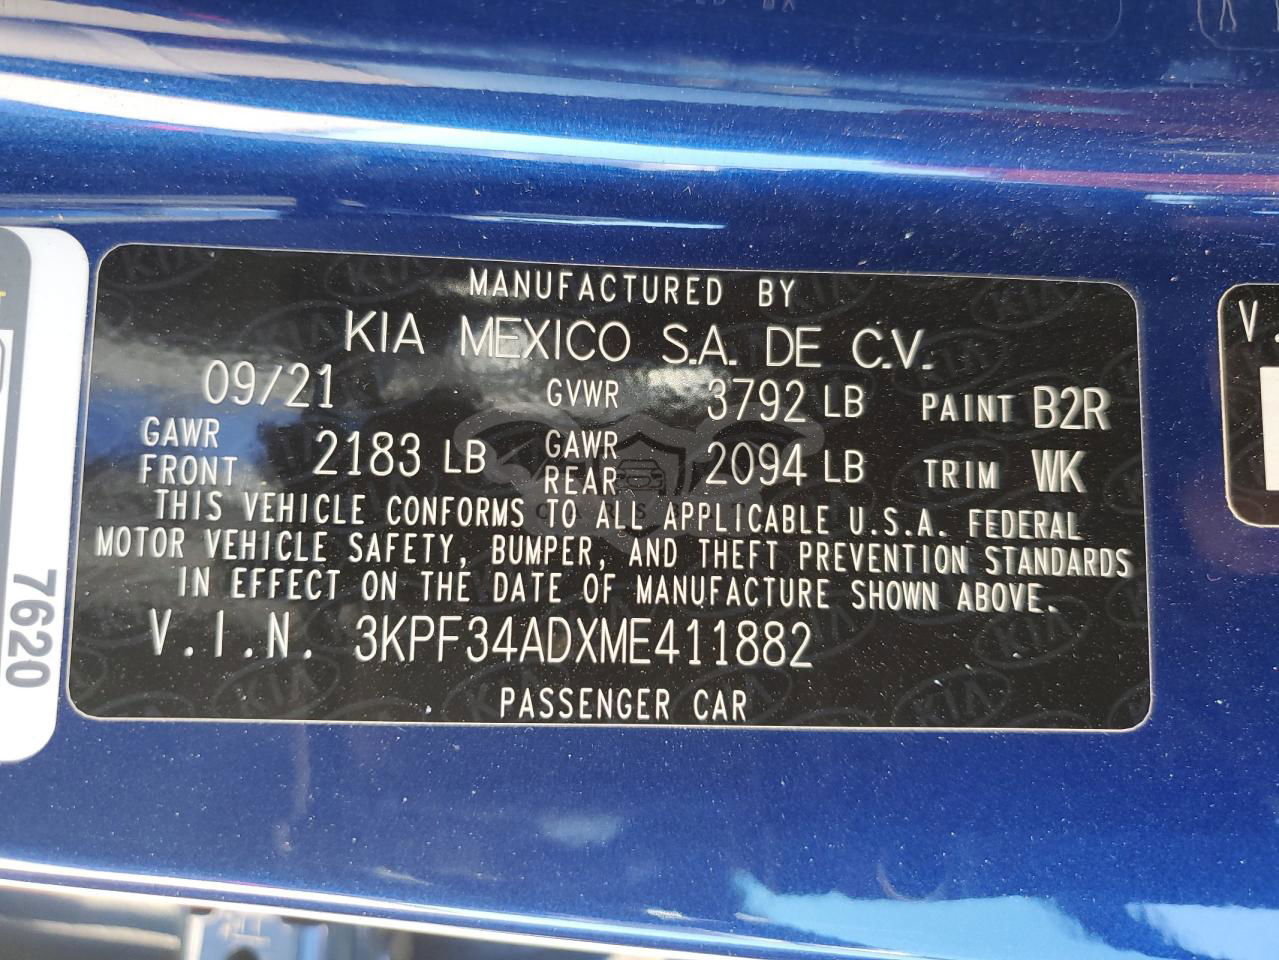 MANUFACTURED BY
KIA MEXICO S.A. DE C.V.
09/21 GVWR 3792 LB PAINT B2R
GAWR FRONT 2183 LB GAWR REAR 2094 LB TRIM WK
THIS VEHICLE CONFORMS TO ALL APPLICABLE U.S.A. FEDERAL
MOTOR VEHICLE SAFETY, BUMPER, AND THEFT PREVENTION STANDARDS
IN EFFECT ON THE DATE OF MANUFACTURE SHOWN ABOVE.
V.I.N. 3KPF34ADXME411882
PASSENGER CAR
7620
V.